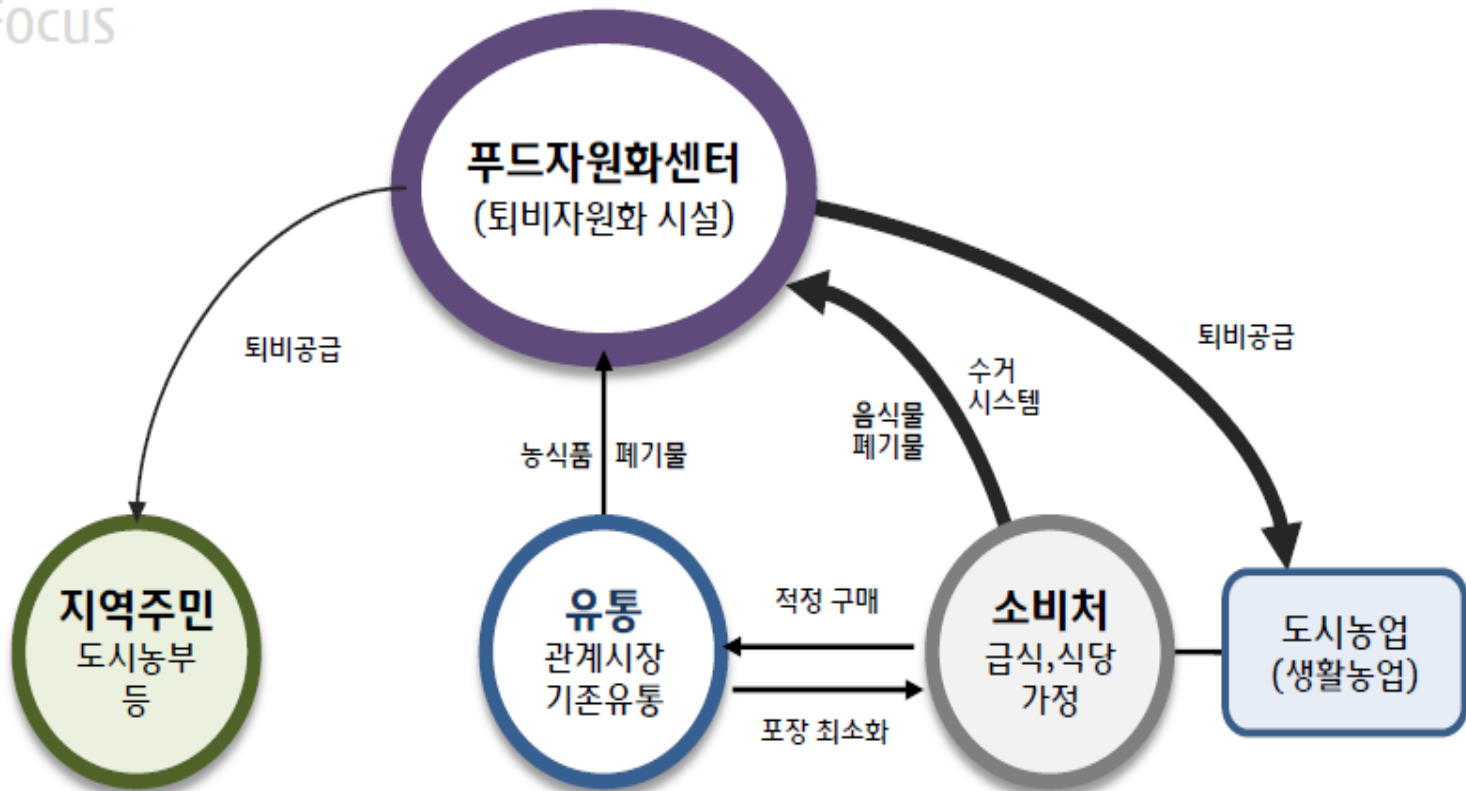 Focus
푸드자원화센터
(퇴비자원화 시설)
퇴비공급
퇴비공급
수거
시스템
음식물
폐기물
농식품 폐기물
지역주민
도시농부
등
유통
관계시장
기존유통
적정 구매
포장 최소화
소비처
급식,식당
가정
도시농업
(생활농업)